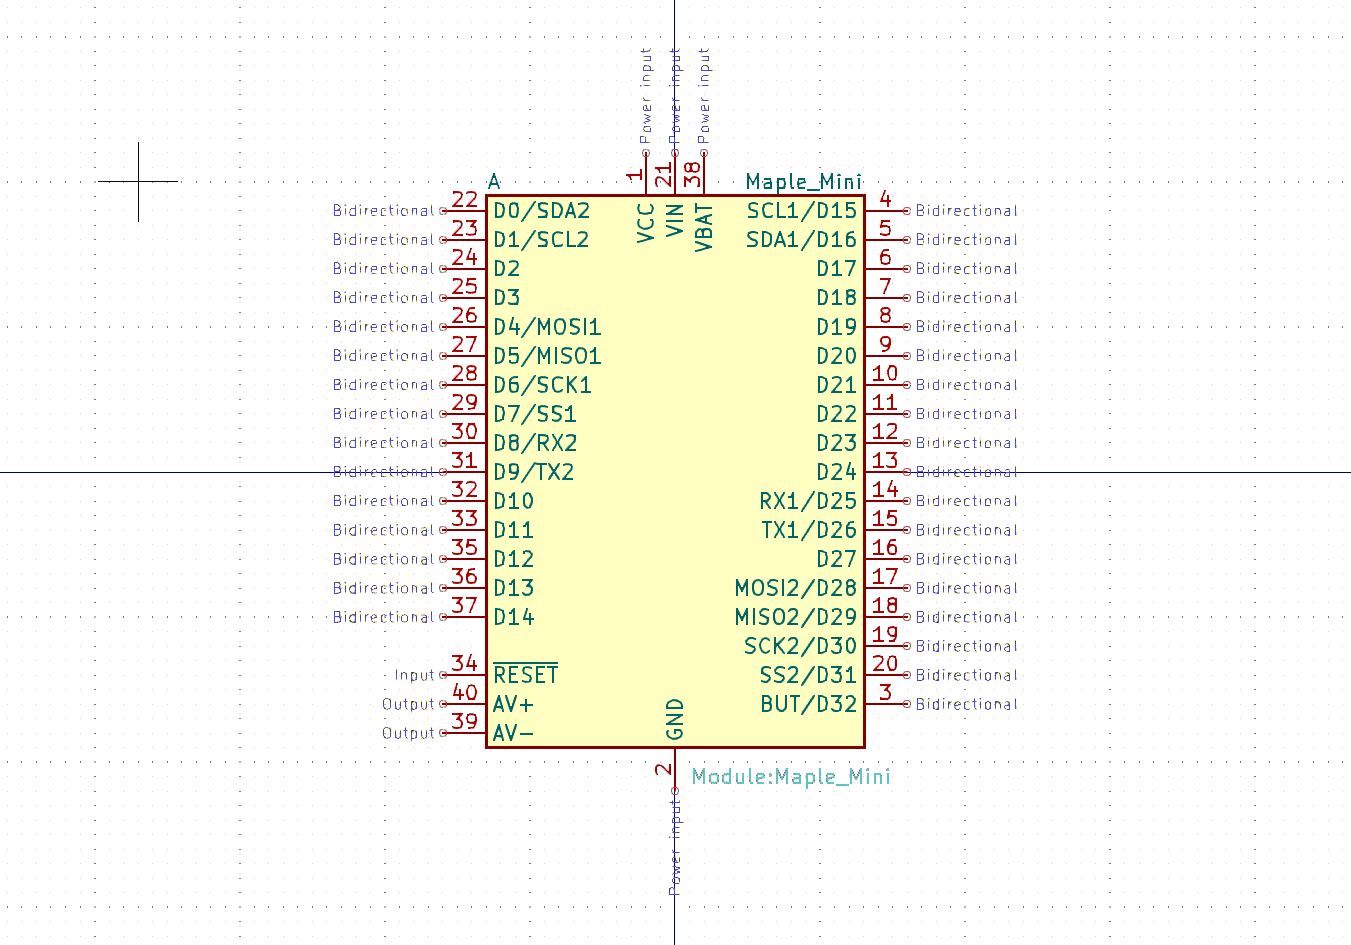 Power input Power input Power input
1 21 38
A Maple_Mini
VCC VIN VBAT
Bidirectional 22 D0/SDA2 SCL1/D15 4 Bidirectional
Bidirectional 23 D1/SCL2 SDA1/D16 5 Bidirectional
Bidirectional 24 D2 D17 6 Bidirectional
Bidirectional 25 D3 D18 7 Bidirectional
Bidirectional 26 D4/MOSI1 D19 8 Bidirectional
Bidirectional 27 D5/MISO1 D20 9 Bidirectional
Bidirectional 28 D6/SCK1 D21 10 Bidirectional
Bidirectional 29 D7/SS1 D22 11 Bidirectional
Bidirectional 30 D8/RX2 D23 12 Bidirectional
Bidirectional 31 D9/TX2 D24 13 Bidirectional
Bidirectional 32 D10 RX1/D25 14 Bidirectional
Bidirectional 33 D11 TX1/D26 15 Bidirectional
Bidirectional 35 D12 D27 16 Bidirectional
Bidirectional 36 D13 MOSI2/D28 17 Bidirectional
Bidirectional 37 D14 MISO2/D29 18 Bidirectional
SCK2/D30 19 Bidirectional
Input 34 RESET SS2/D31 20 Bidirectional
Output 40 AV+ BUT/D32 3 Bidirectional
Output 39 AV-
GND
2
Module:Maple_Mini
Power input